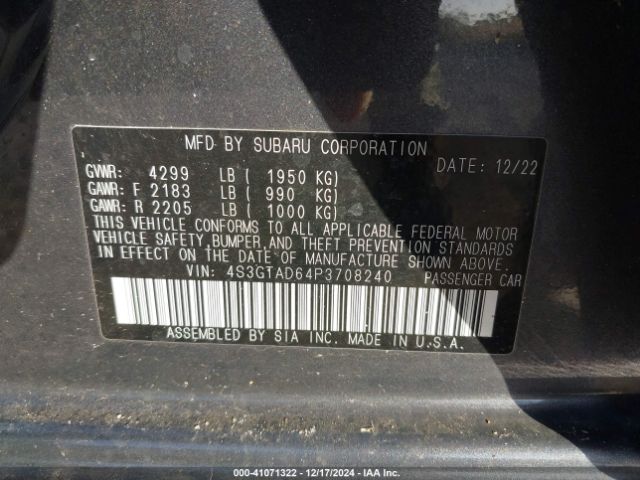 MFD BY SUBARU CORPORATION
GVWR: 4299 LB ( 1950 KG) DATE: 12/22
GAWR: F 2183 LB ( 990 KG)
GAWR: R 2205 LB ( 1000 KG)
THIS VEHICLE CONFORMS TO ALL APPLICABLE FEDERAL MOTOR
VEHICLE SAFETY, BUMPER, AND THEFT PREVENTION STANDARDS
IN EFFECT ON THE DATE OF MANUFACTURE SHOWN ABOVE.
VIN: 4S3GTAD64P3708240 PASSENGER CAR
ASSEMBLED BY SIA INC. MADE IN U.S.A.
000-41071322 - 12/17/2024 - IAA Inc.